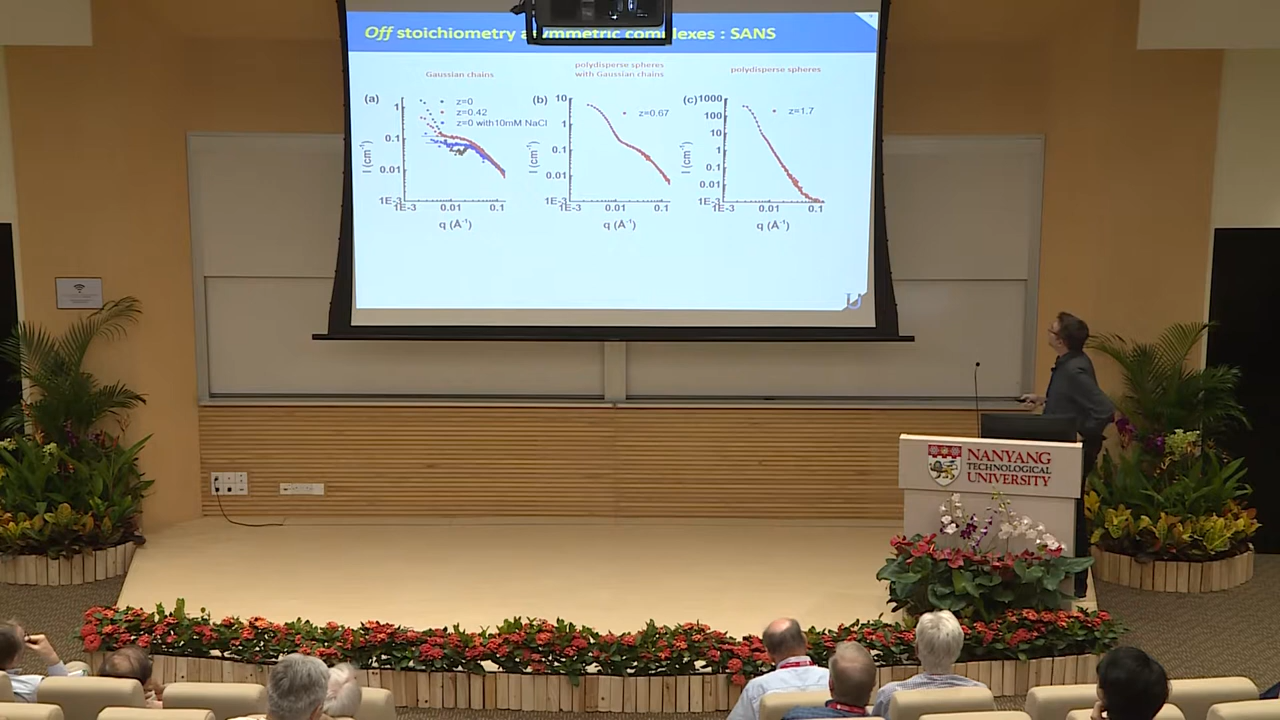 Off stoichiometry asymmetric complexes : SANS
Gaussian chains
polydisperse spheres
with Gaussian chains
polydisperse spheres
(a)
z=0
z=0.42
z=0 with10mM NaCl
1
0.1
0.01
1E-3
1E-3
0.01
0.1
I (cm⁻¹)
q (Å⁻¹)
(b)
z=0.67
10
1
0.1
0.01
1E-3
1E-3
0.01
0.1
I (cm⁻¹)
q (Å⁻¹)
(c)
z=1.7
1000
100
10
1
0.1
0.01
1E-3
1E-3
0.01
0.1
I (cm⁻¹)
q (Å⁻¹)
NANYANG
TECHNOLOGICAL
UNIVERSITY